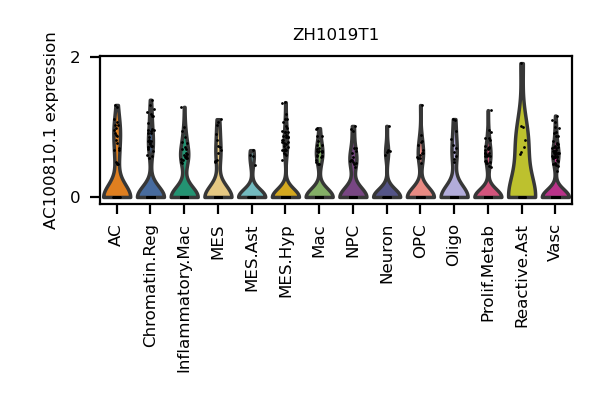 ZH1019T1
AC100810.1 expression
2
0
AC
Chromatin.Reg
Inflammatory.Mac
MES
MES.Ast
MES.Hyp
Mac
NPC
Neuron
OPC
Oligo
Prolif.Metab
Reactive.Ast
Vasc